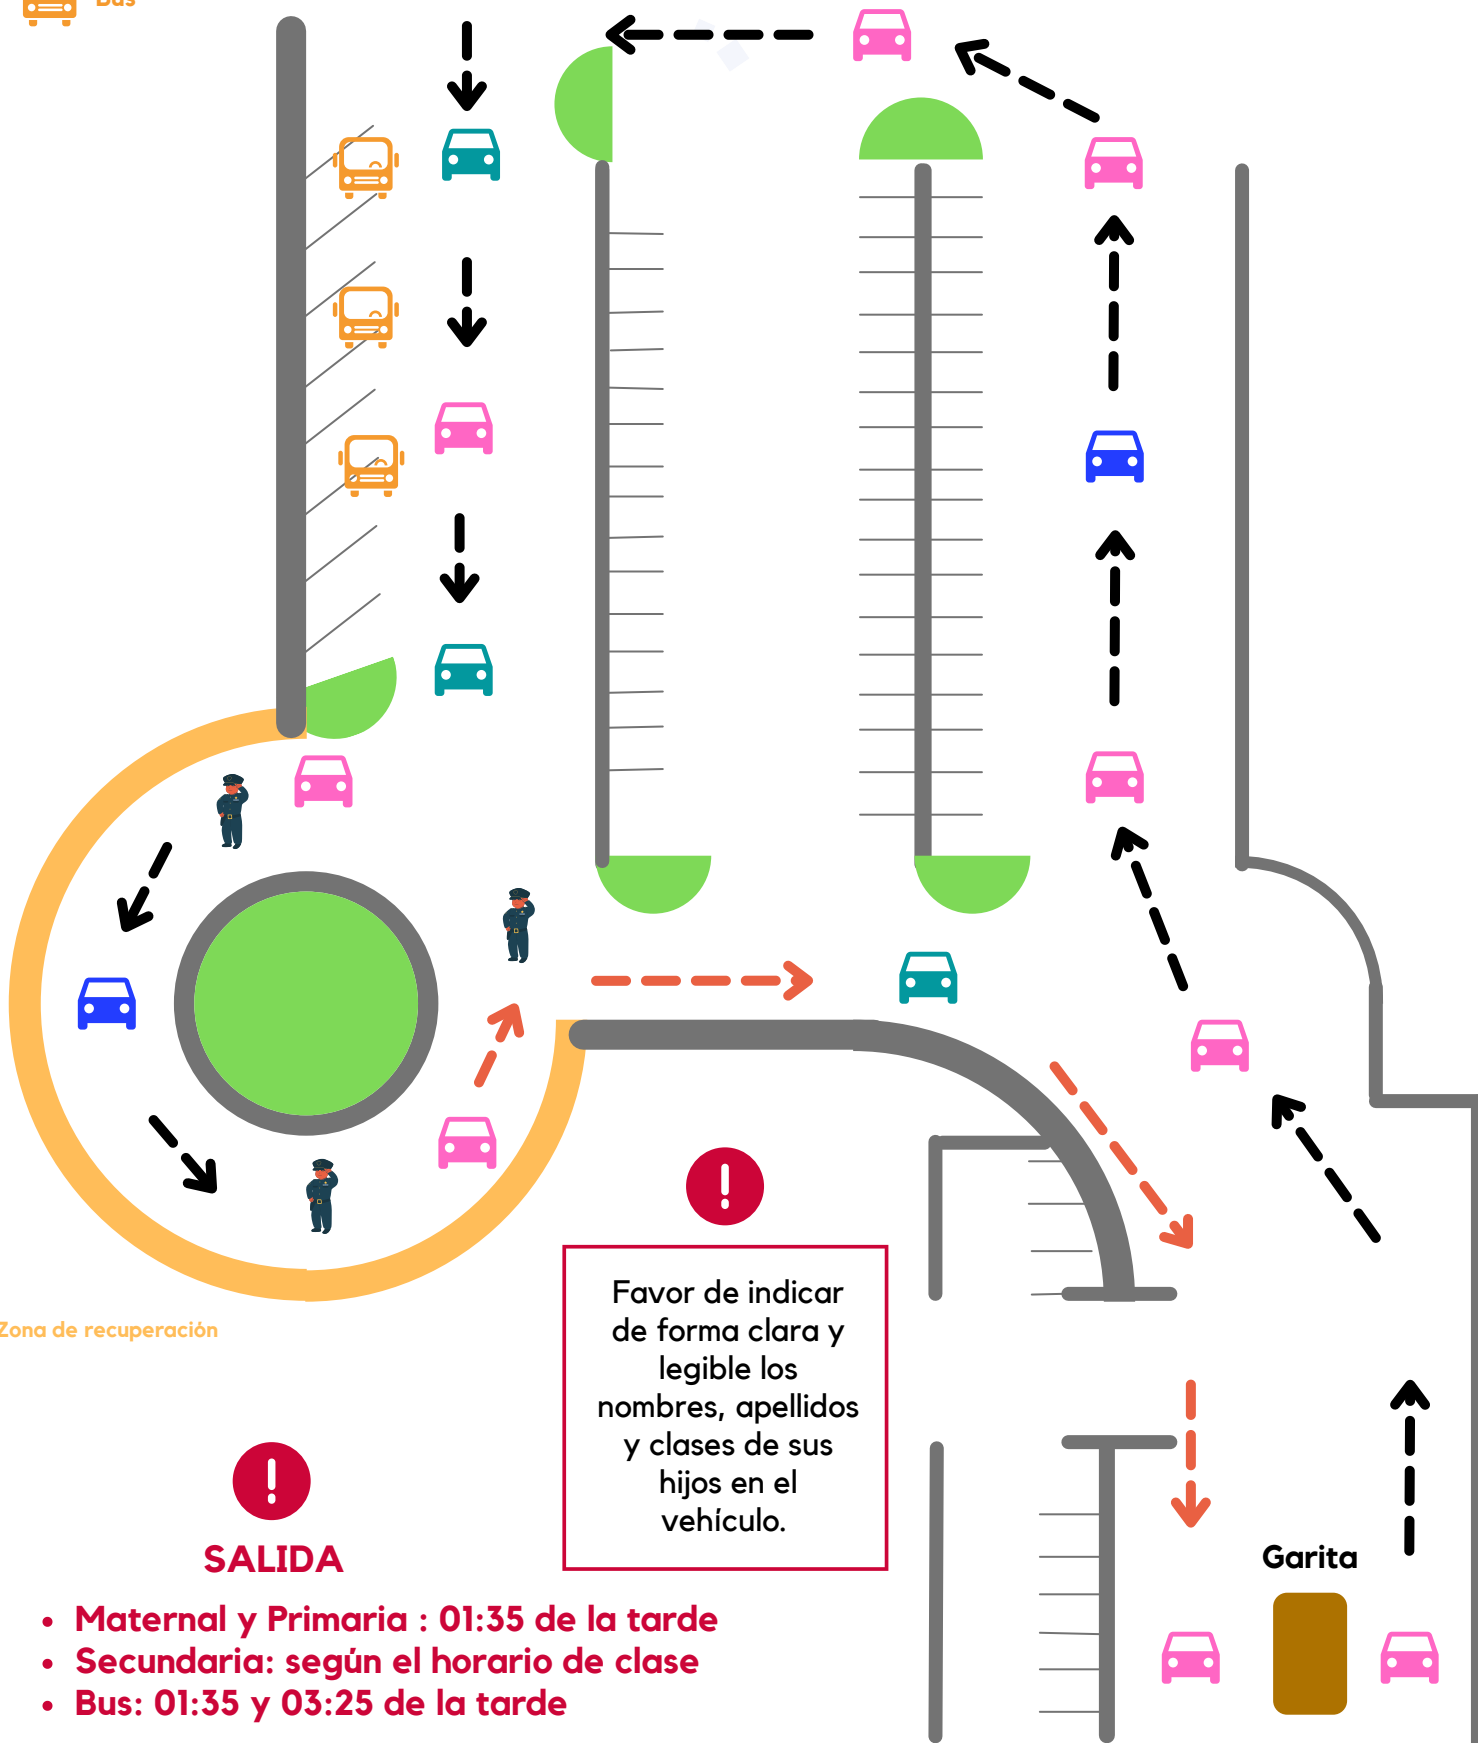 Bus
Zona de recuperación
Favor de indicar
de forma clara y
legible los
nombres, apellidos
y clases de sus
hijos en el
vehículo.
SALIDA
• Maternal y Primaria : 01:35 de la tarde
• Secundaria: según el horario de clase
• Bus: 01:35 y 03:25 de la tarde
Garita